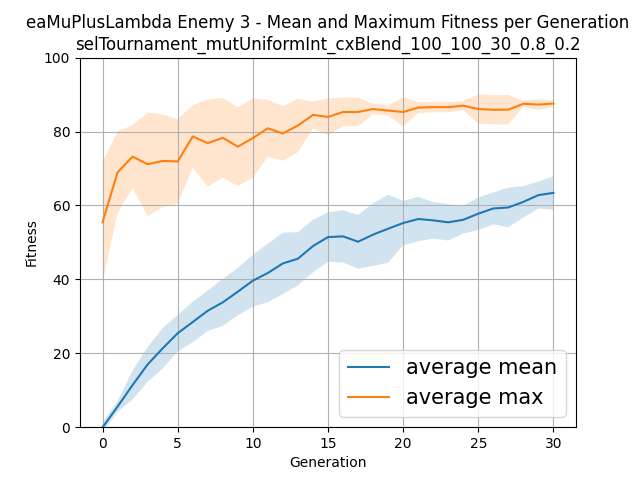 eaMuPlusLambda Enemy 3 - Mean and Maximum Fitness per Generation
selTournament_mutUniformInt_cxBlend_100_100_30_0.8_0.2
100
80
60
40
20
0
Fitness
average mean
average max
0 5 10 15 20 25 30
Generation